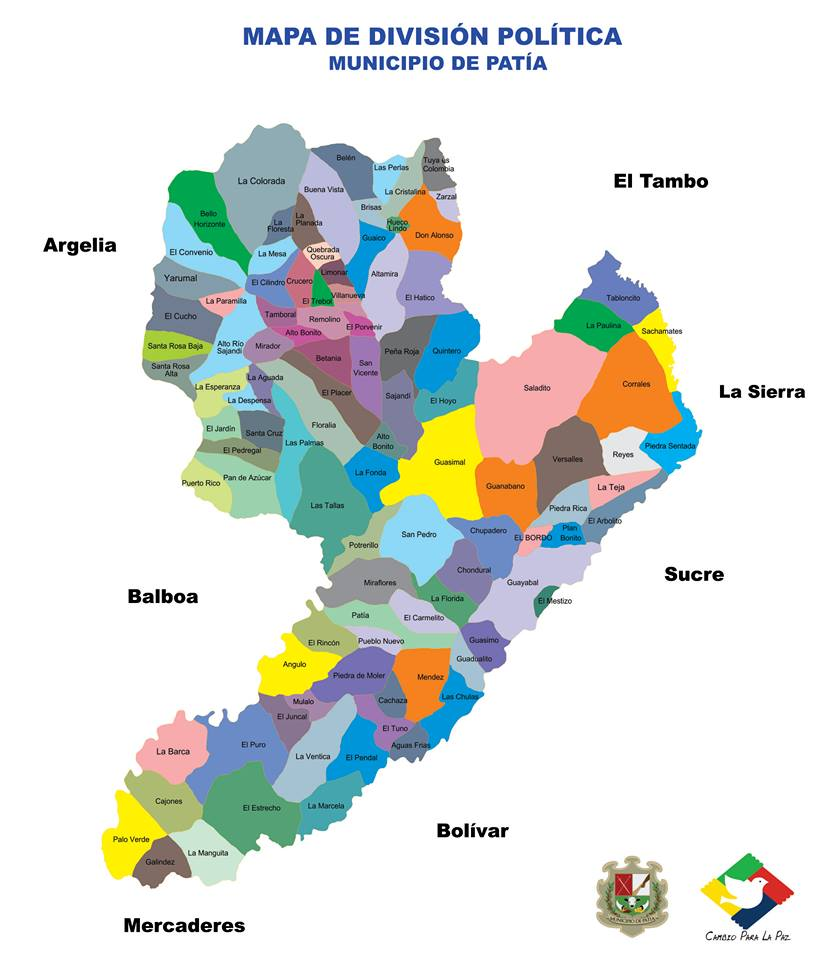 MAPA DE DIVISIÓN POLÍTICA
MUNICIPIO DE PATÍA
El Tambo
Argelia
La Sierra
Sucre
Balboa
Bolívar
Mercaderes
Belén
Tuya es
Colombia
Las Perlas
La Colorada
Buena Vista
La Cristalina
Zarzal
Brisas
Bello
Horizonte
La
Floresta
La
Planada
Hueco
Lindo
Guaico
Don Alonso
El Convenio
La Mesa
Quebrada
Oscura
Limonar
Altamira
Yarumal
El Cilindro
Crucero
El Trebol
Villanueva
El Hatico
La Paramilla
El Cucho
Tamboral
Remolino
El Porvenir
Alto Bonito
Tabloncito
La Paulina
Sachamates
Santa Rosa Baja
Alto Río
Sajandi
Mirador
Betania
San
Vicente
Peña Roja
Quintero
Santa Rosa
Alta
La Aguada
La Esperanza
La Despensa
El Placer
Sajandí
El Hoyo
Saladito
Corrales
El Jardín
Santa Cruz
Floralia
Las Palmas
Alto
Bonito
El Pedregal
Piedra Sentada
Reyes
Versalles
Guasimal
La Fonda
Puerto Rico
Pan de Azúcar
Guanabano
La Teja
Las Tallas
Piedra Rica
El Arbolito
San Pedro
Chupadero
EL BORDO
Plan
Bonito
Potrerillo
Chondural
Miraflores
Guayabal
La Florida
El Mestizo
Patía
El Carmelito
El Rincón
Pueblo Nuevo
Guasimo
Guadualito
Angulo
Piedra de Moler
Mendez
Mulalo
Cachaza
Las Chulas
El Juncal
El Tuno
Aguas Frias
La Barca
El Puro
La Ventica
El Pendal
Cajones
El Estrecho
La Marcela
Palo Verde
Galindez
La Manguita
MUNICIPIO DE PATIA
CAMBIO PARA LA PAZ